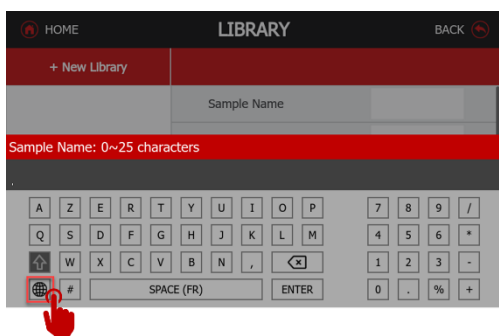 HOME LIBRARY BACK
+ New Library
Sample Name
Sample Name: 0~25 characters
,
A Z E R T Y U I O P 7 8 9 /
Q S D F G H J K L M 4 5 6 *
W X C V B N , 1 2 3 -
# SPACE (FR) ENTER 0 . % +